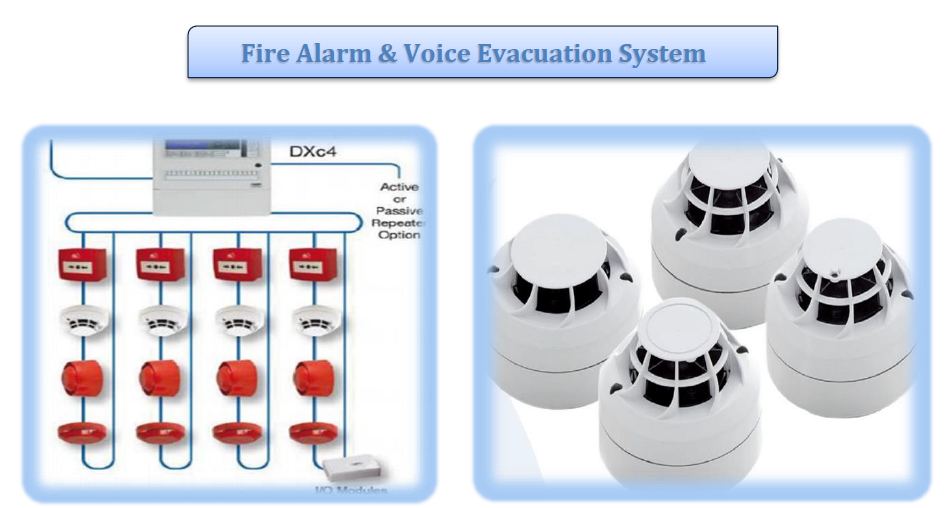 Fire Alarm & Voice Evacuation System
DXc4
Active
or
Passive
Repeater
Option
I/O Modules